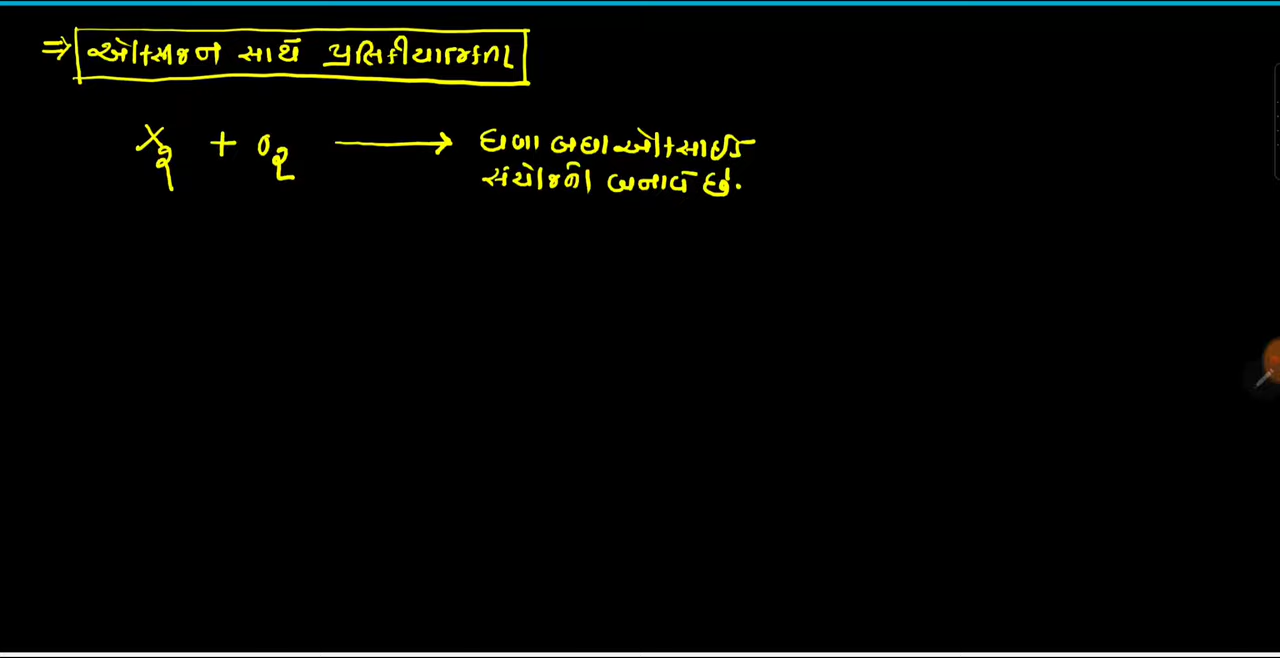 ⇒ ઓક્સિજન સાથે પ્રતિક્રીયાત્મકતા
X₂ + O₂ ⟶ ઘણા બધા ઓક્સાઈડ
સંયોજનો બનાવે છે.